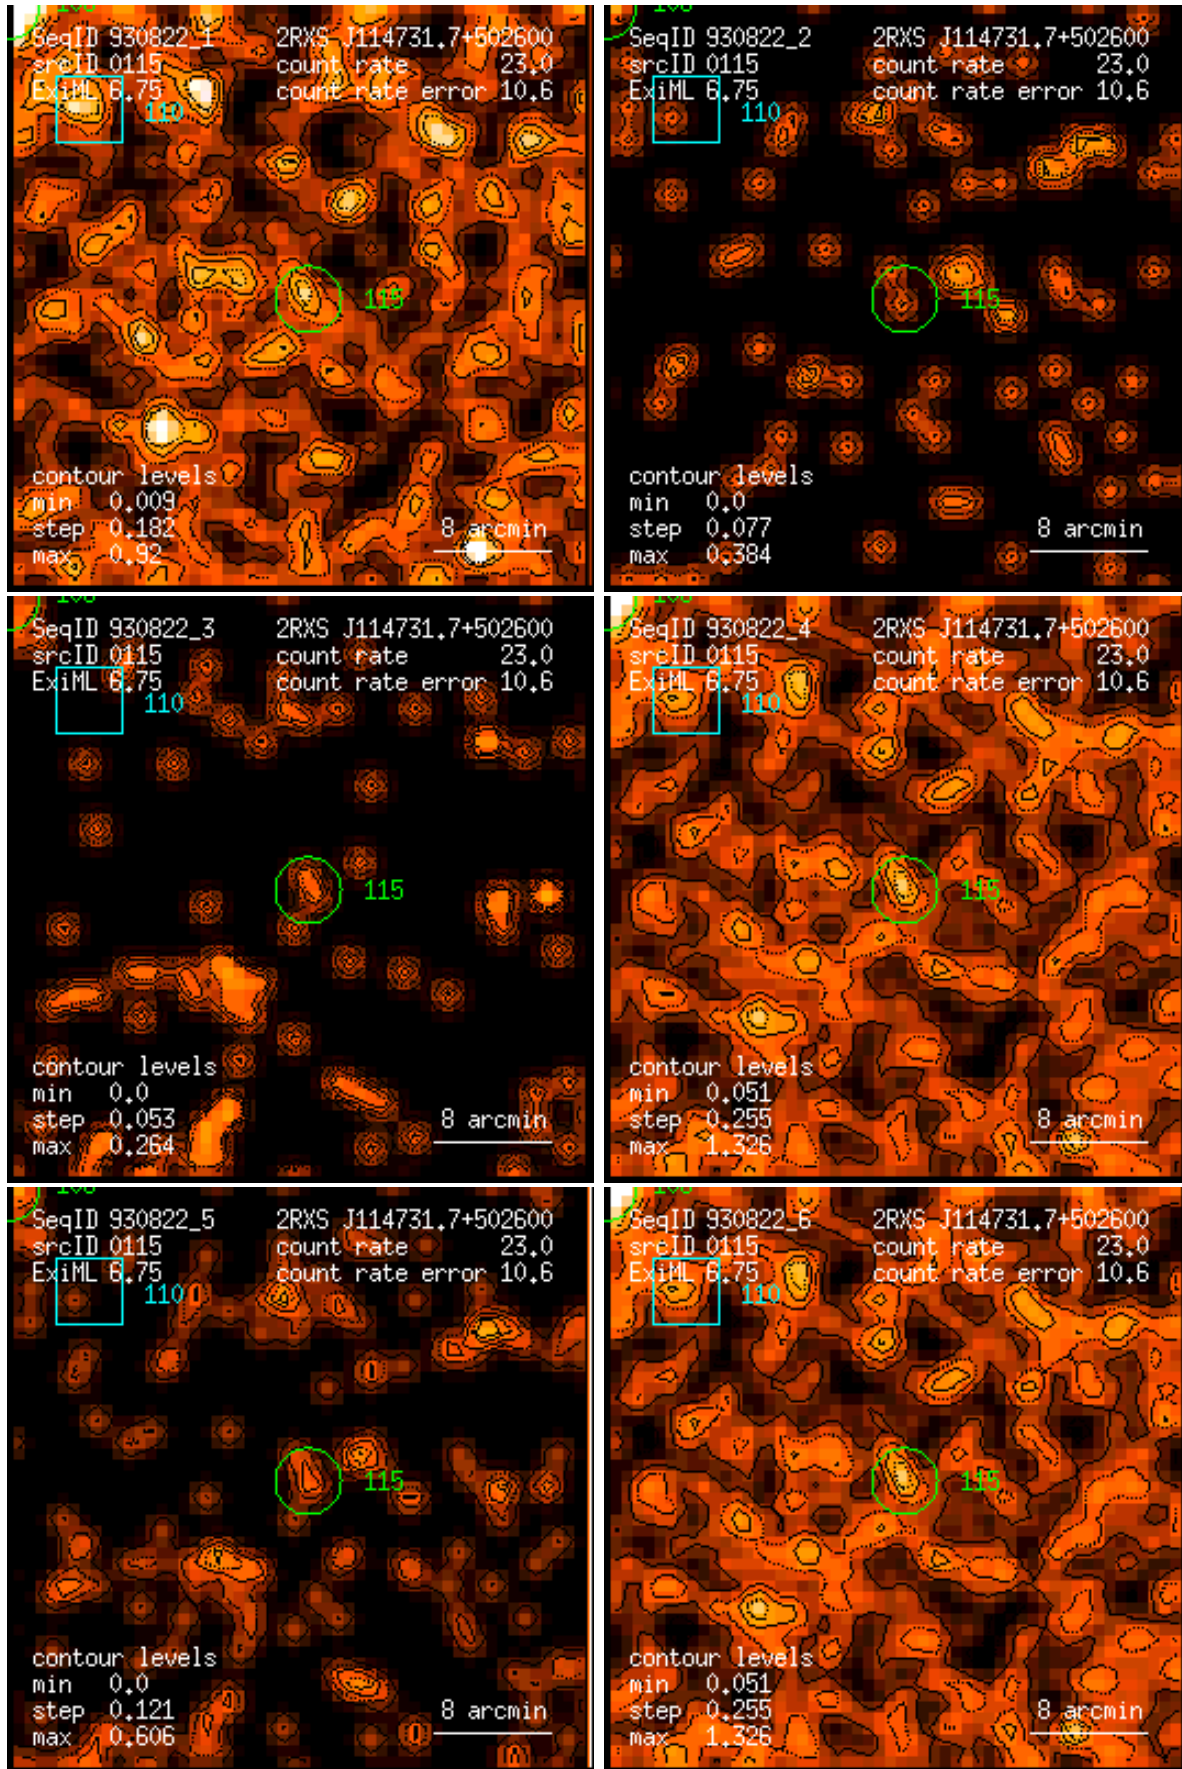 SeqID 930822_1 2RXS J114731.7+502600
srcID 0115 count rate 23.0
ExiML 6.75 count rate error 10.6
110
115
contour levels
min 0.009
step 0.182 8 arcmin
max 0.92
SeqID 930822_2 2RXS J114731.7+502600
srcID 0115 count rate 23.0
ExiML 6.75 count rate error 10.6
110
115
contour levels
min 0.0
step 0.077 8 arcmin
max 0.384
SeqID 930822_3 2RXS J114731.7+502600
srcID 0115 count rate 23.0
ExiML 6.75 count rate error 10.6
110
115
contour levels
min 0.0
step 0.053 8 arcmin
max 0.264
SeqID 930822_4 2RXS J114731.7+502600
srcID 0115 count rate 23.0
ExiML 6.75 count rate error 10.6
110
115
contour levels
min 0.051
step 0.255 8 arcmin
max 1.326
SeqID 930822_5 2RXS J114731.7+502600
srcID 0115 count rate 23.0
ExiML 6.75 count rate error 10.6
110
115
contour levels
min 0.0
step 0.121 8 arcmin
max 0.606
SeqID 930822_6 2RXS J114731.7+502600
srcID 0115 count rate 23.0
ExiML 6.75 count rate error 10.6
110
115
contour levels
min 0.051
step 0.255 8 arcmin
max 1.326